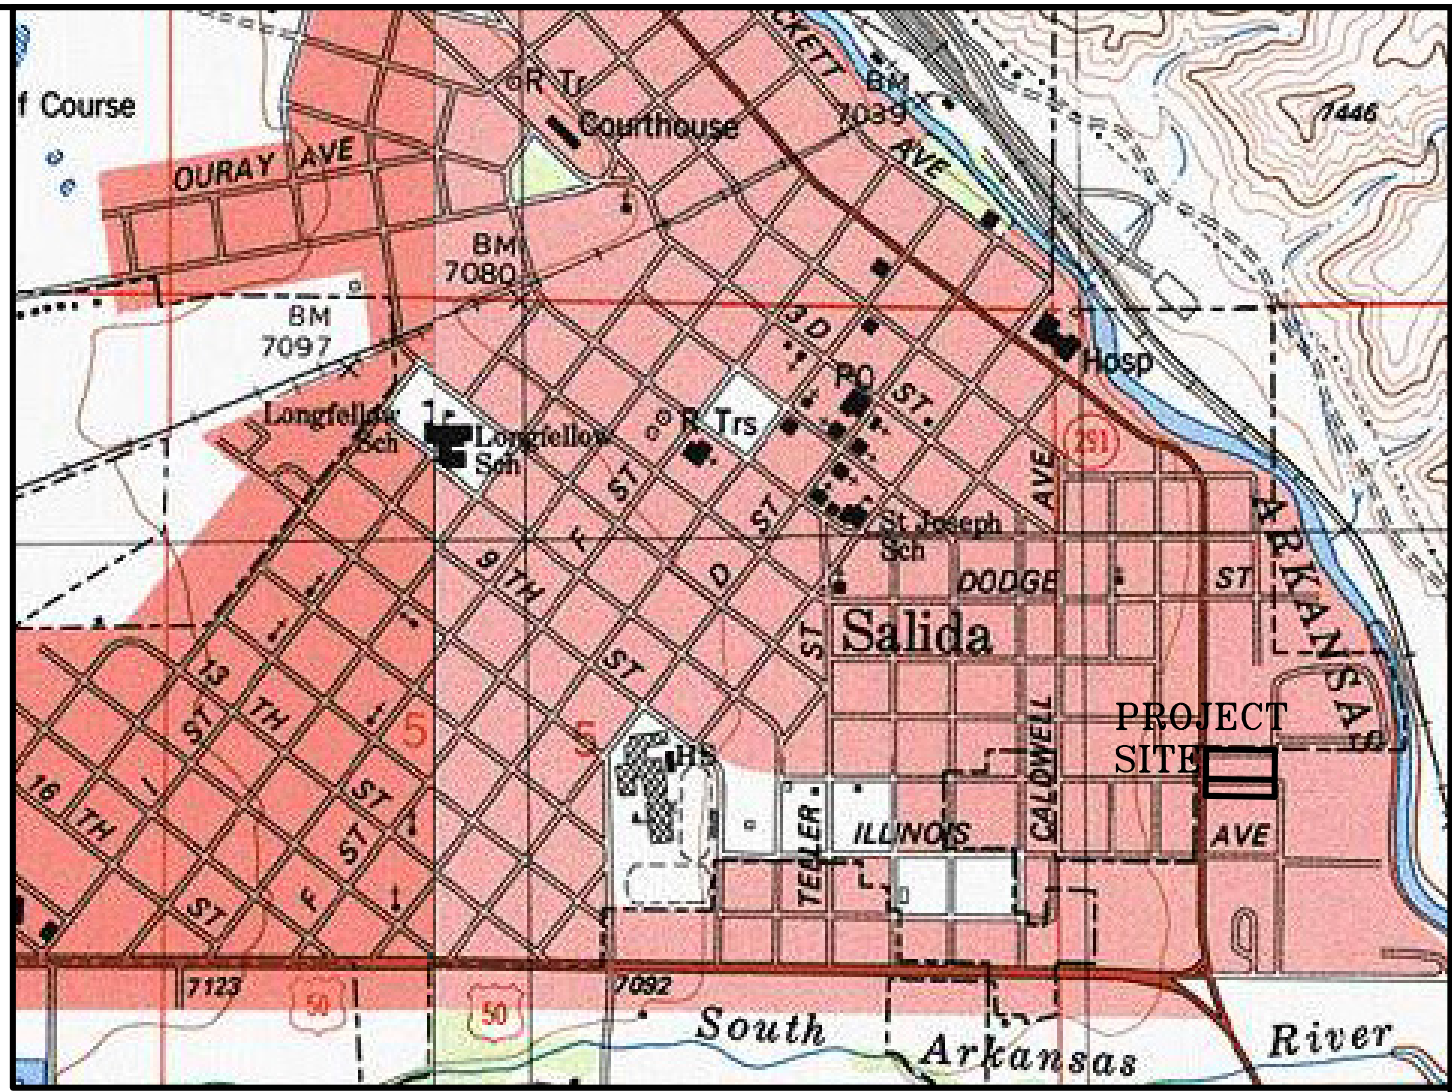 CKETT
R Tr
BM
7039
f Course
7446
Courthouse
AVE
OURAY AVE
BM
7080
BM
7097
3 D
ST
Hosp
PO
Longfellow
Sch
Longfellow
Sch
R Trs
291
AVE
ST
ST
St Joseph
Sch
F
9 TH
D
DODGE
ST
ARKANSA
Salida
ST
ST
13
TH
ST
PROJECT
SITE
5
5
HS
CALDWELL
16
TH
I
ST
ST
TELLER
ILLINOIS
AVE
F
ST
7123
50
50
7092
South
Arkansas
River